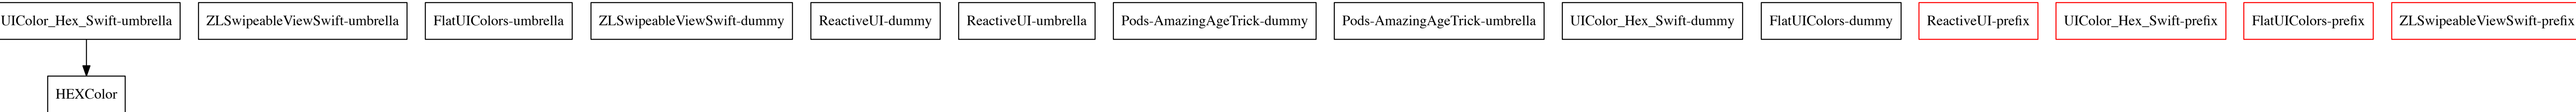 UIColor_Hex_Swift-umbrella
ZLSwipeableViewSwift-umbrella
FlatUIColors-umbrella
ZLSwipeableViewSwift-dummy
ReactiveUI-dummy
ReactiveUI-umbrella
Pods-AmazingAgeTrick-dummy
Pods-AmazingAgeTrick-umbrella
UIColor_Hex_Swift-dummy
FlatUIColors-dummy
ReactiveUI-prefix
UIColor_Hex_Swift-prefix
FlatUIColors-prefix
ZLSwipeableViewSwift-prefix
HEXColor